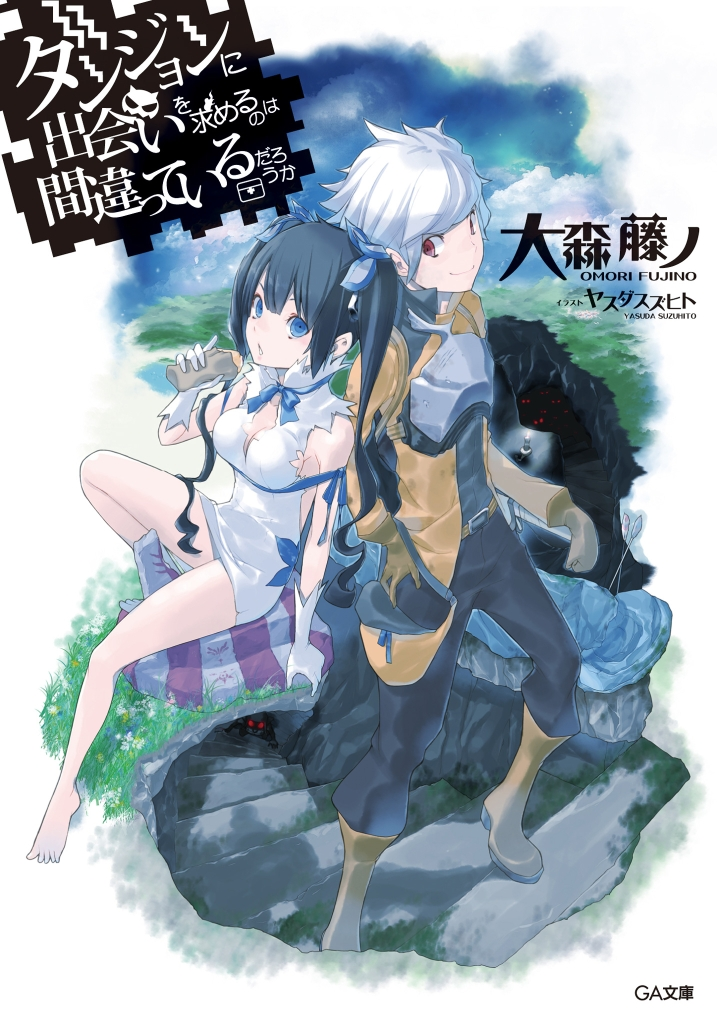 ダンジョンに
出会いを求めるのは
間違っているだろうか
大森藤ノ
OMORI FUJINO
イラスト ヤスダスズヒト
YASUDA SUZUHITO
GA文庫